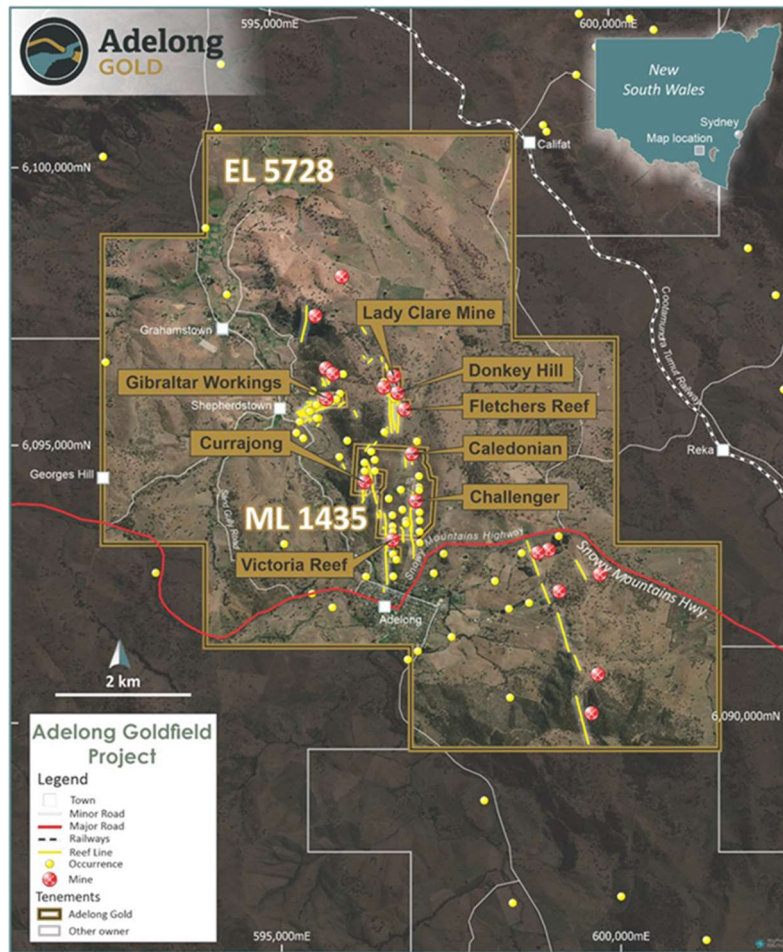 Adelong
GOLD
595,000mE
600,000mE
New
South Wales
Sydney
Map location
Califat
6,100,000mN
EL 5728
Cootamundra Tumut Railway
Lady Clare Mine
Grahamstown
Gibraltar Workings
Donkey Hill
Shepherdstown
Fletchers Reef
Currajong
Caledonian
6,095,000mN
Reka
Georges Hill
Challenger
ML 1435
Snowy Mountains Highway
Victoria Reef
Snowy Mountains Hwy
Adelong
2 km
6,090,000mN
Adelong Goldfield
Project
Legend
Town
Minor Road
Major Road
Railways
Reef Line
Occurrence
Mine
Tenements
Adelong Gold
Other owner
595,000mE
600,000mE